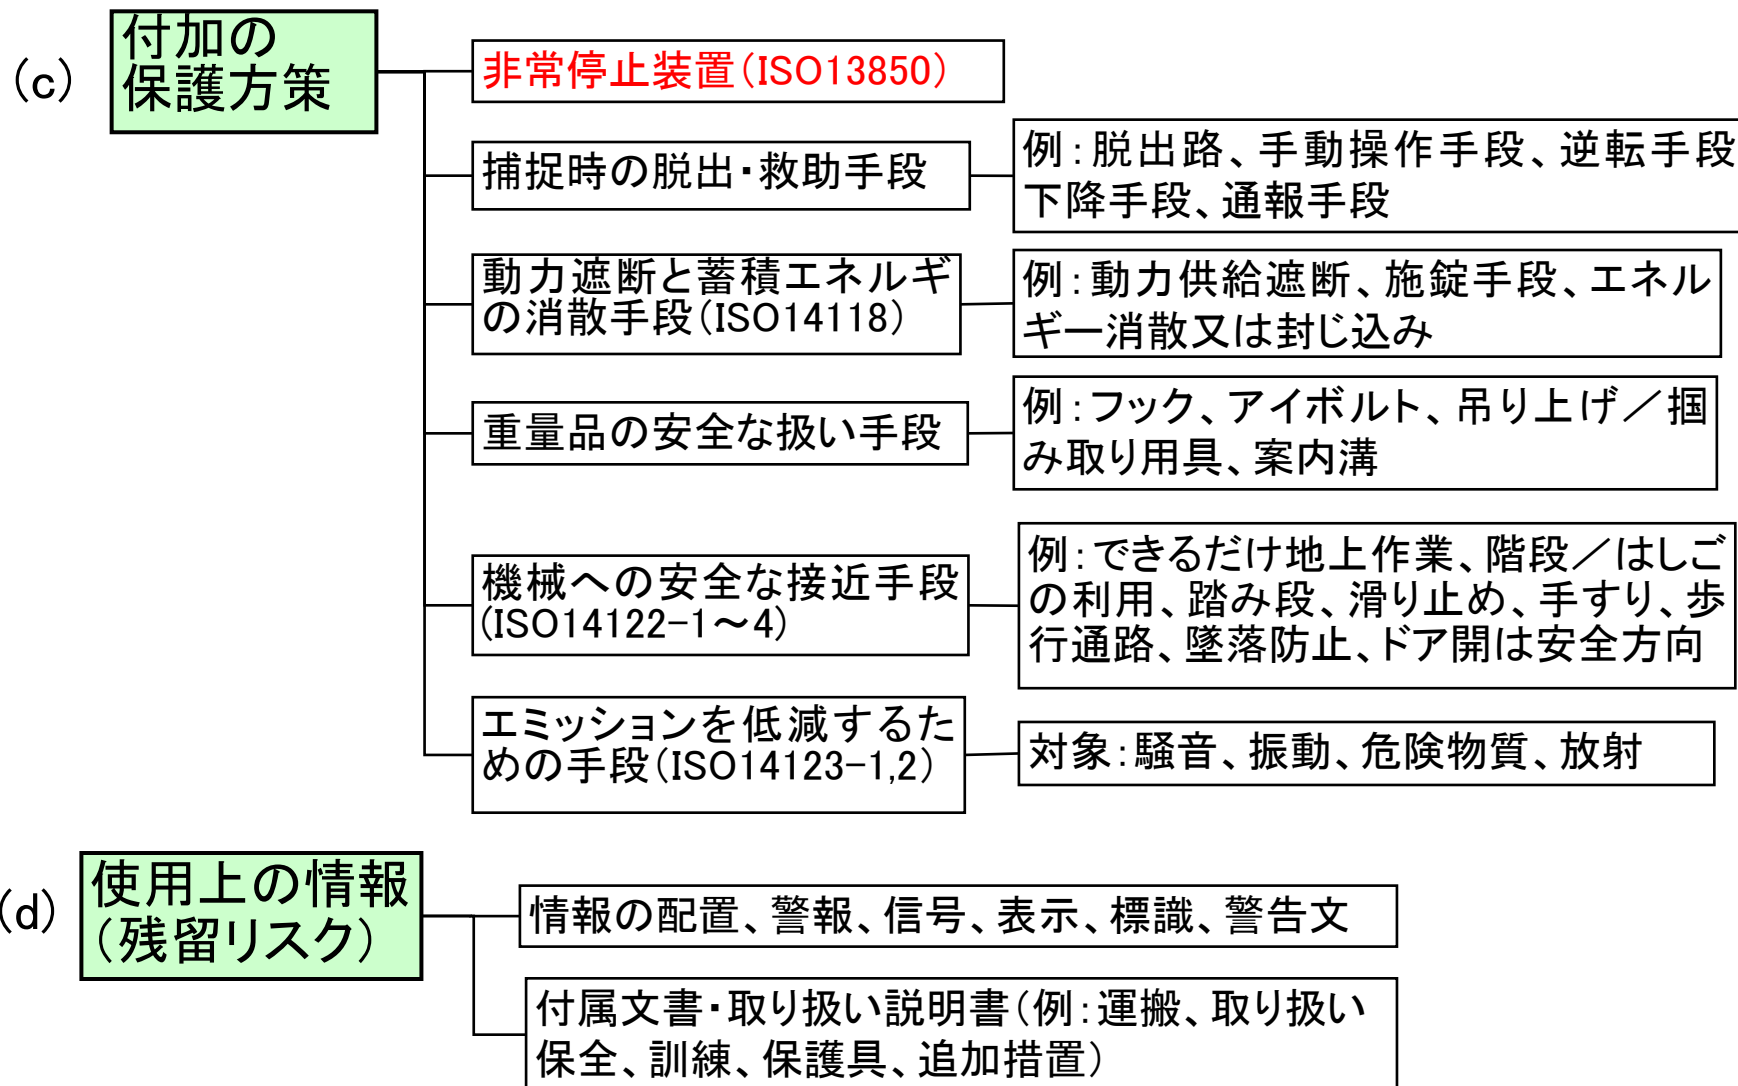 (c)
付加の
保護方策
非常停止装置(ISO13850)
捕捉時の脱出・救助手段
例:脱出路、手動操作手段、逆転手段
下降手段、通報手段
動力遮断と蓄積エネルギ
の消散手段(ISO14118)
例:動力供給遮断、施錠手段、エネル
ギー消散又は封じ込み
重量品の安全な扱い手段
例:フック、アイボルト、吊り上げ/掴
み取り用具、案内溝
機械への安全な接近手段
(ISO14122-1~4)
例:できるだけ地上作業、階段/はしご
の利用、踏み段、滑り止め、手すり、歩
行通路、墜落防止、ドア開は安全方向
エミッションを低減するた
めの手段(ISO14123-1,2)
対象:騒音、振動、危険物質、放射
(d)
使用上の情報
(残留リスク)
情報の配置、警報、信号、表示、標識、警告文
付属文書・取り扱い説明書(例:運搬、取り扱い
保全、訓練、保護具、追加措置)